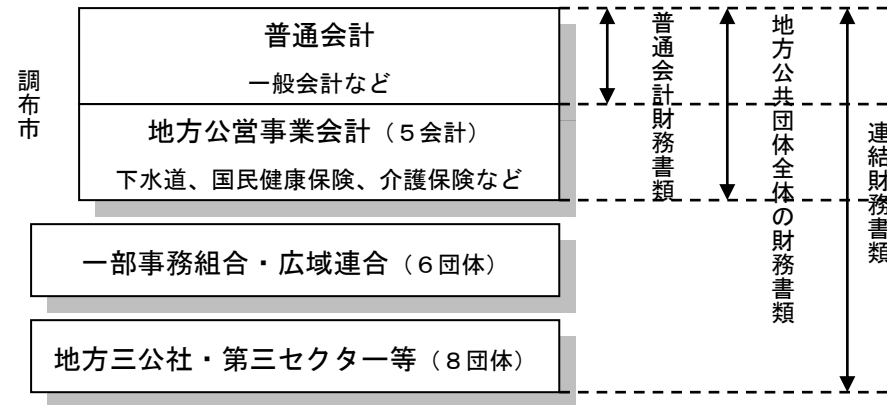 調布市
普通会計
一般会計など
地方公営事業会計（５会計）
下水道、国民健康保険、介護保険など
一部事務組合・広域連合（６団体）
地方三公社・第三セクター等（８団体）
普通会計財務書類
地方公共団体全体の財務書類
連結財務書類